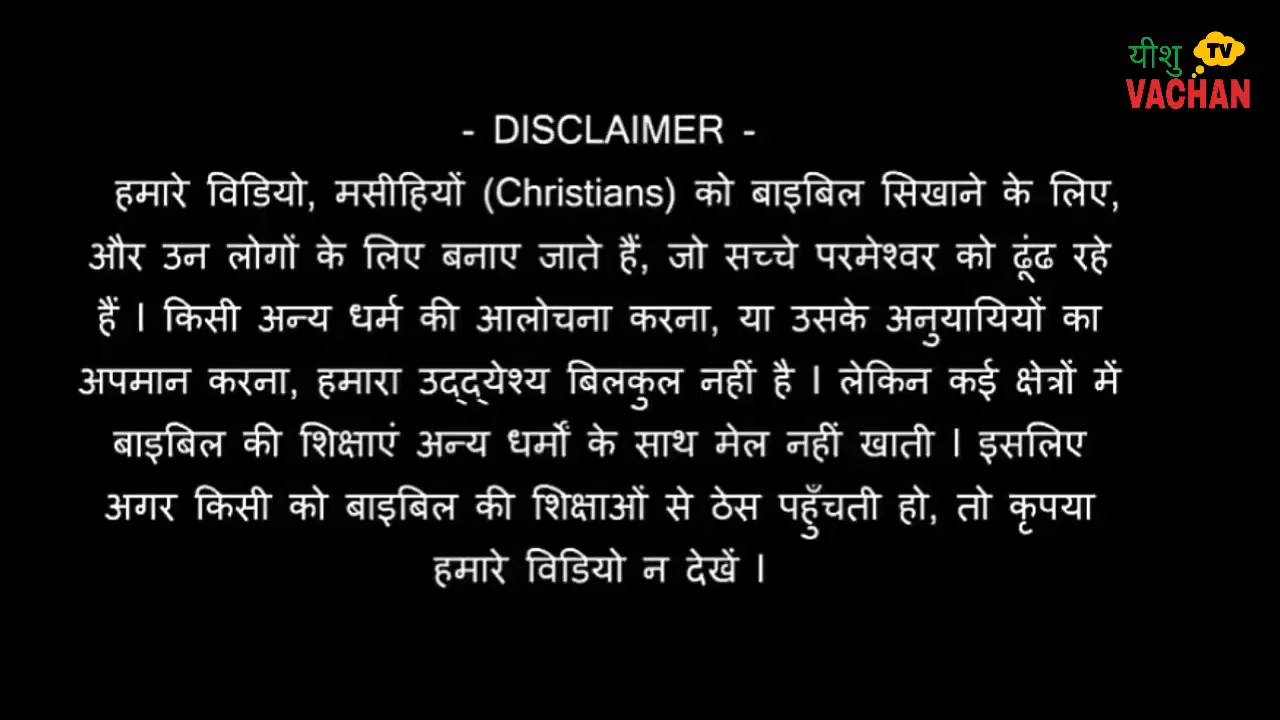 यीशु TV
VACHAN
- DISCLAIMER -
हमारे विडियो, मसीहियों (Christians) को बाइबिल सिखाने के लिए,
और उन लोगों के लिए बनाए जाते हैं, जो सच्चे परमेश्वर को ढूंढ रहे
हैं । किसी अन्य धर्म की आलोचना करना, या उसके अनुयायियों का
अपमान करना, हमारा उद्द्येश्य बिलकुल नहीं है । लेकिन कई क्षेत्रों में
बाइबिल की शिक्षाएं अन्य धर्मों के साथ मेल नहीं खाती । इसलिए
अगर किसी को बाइबिल की शिक्षाओं से ठेस पहुँचती हो, तो कृपया
हमारे विडियो न देखें ।